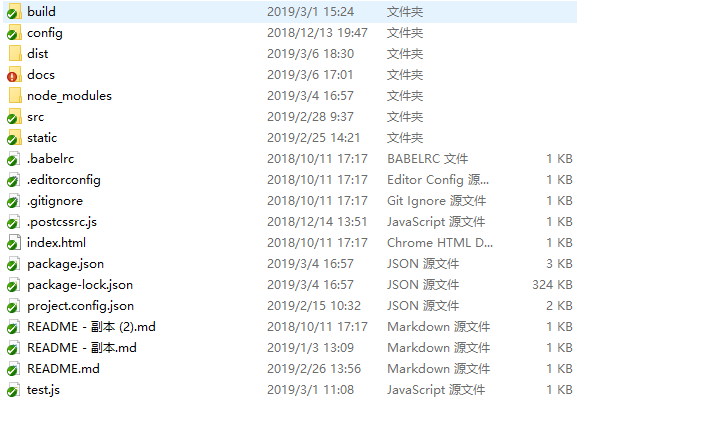 build 2019/3/1 15:24 文件夹
config 2018/12/13 19:47 文件夹
dist 2019/3/6 18:30 文件夹
docs 2019/3/6 17:01 文件夹
node_modules 2019/3/4 16:57 文件夹
src 2019/2/28 9:37 文件夹
static 2019/2/25 14:21 文件夹
.babelrc 2018/10/11 17:17 BABELRC 文件 1 KB
.editorconfig 2018/10/11 17:17 Editor Config 源... 1 KB
.gitignore 2018/10/11 17:17 Git Ignore 源文件 1 KB
.postcssrc.js 2018/12/14 13:51 JavaScript 源文件 1 KB
index.html 2018/10/11 17:17 Chrome HTML D... 1 KB
package.json 2019/3/4 16:57 JSON 源文件 3 KB
package-lock.json 2019/3/4 16:57 JSON 源文件 324 KB
project.config.json 2019/2/15 10:32 JSON 源文件 2 KB
README - 副本 (2).md 2018/10/11 17:17 Markdown 源文件 1 KB
README - 副本.md 2019/1/3 13:09 Markdown 源文件 1 KB
README.md 2019/2/26 13:56 Markdown 源文件 1 KB
test.js 2019/3/1 11:08 JavaScript 源文件 1 KB